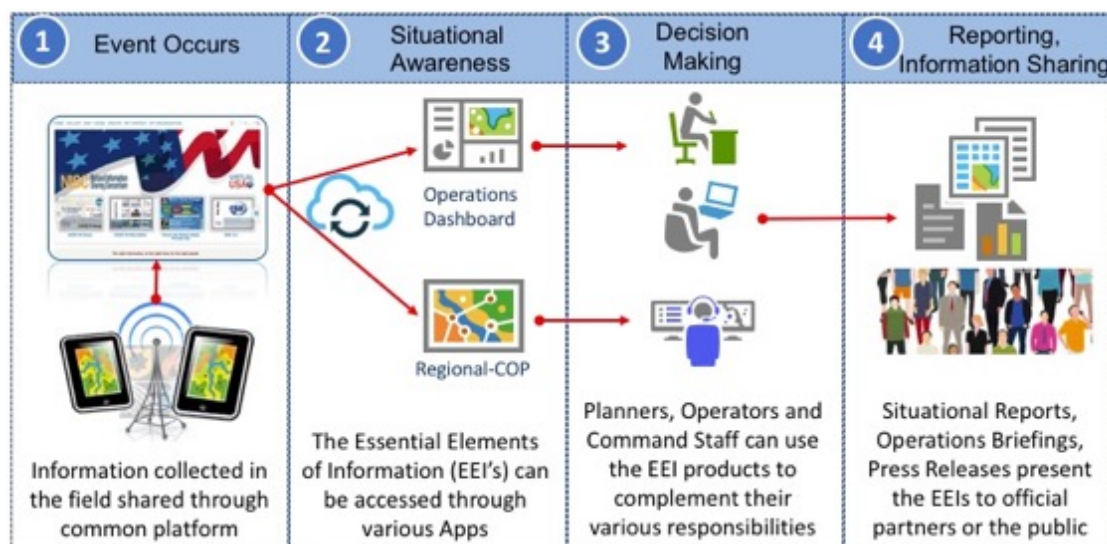 1
Event Occurs
2
Situational
Awareness
3
Decision
Making
4
Reporting,
Information Sharing
NISC
VIRTUAL
USA
Operations
Dashboard
Regional-COP
Information collected in
the field shared through
common platform
The Essential Elements
of Information (EEI's) can
be accessed through
various Apps
Planners, Operators and
Command Staff can use
the EEI products to
complement their
various responsibilities
Situational Reports,
Operations Briefings,
Press Releases present
the EEIs to official
partners or the public